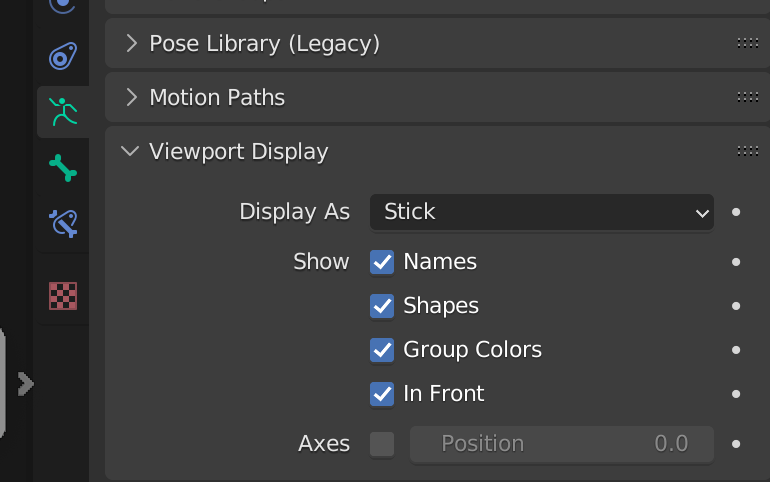 Pose Library (Legacy)
Motion Paths
Viewport Display
Display As Stick
Show Names
Shapes
Group Colors
In Front
Axes Position 0.0